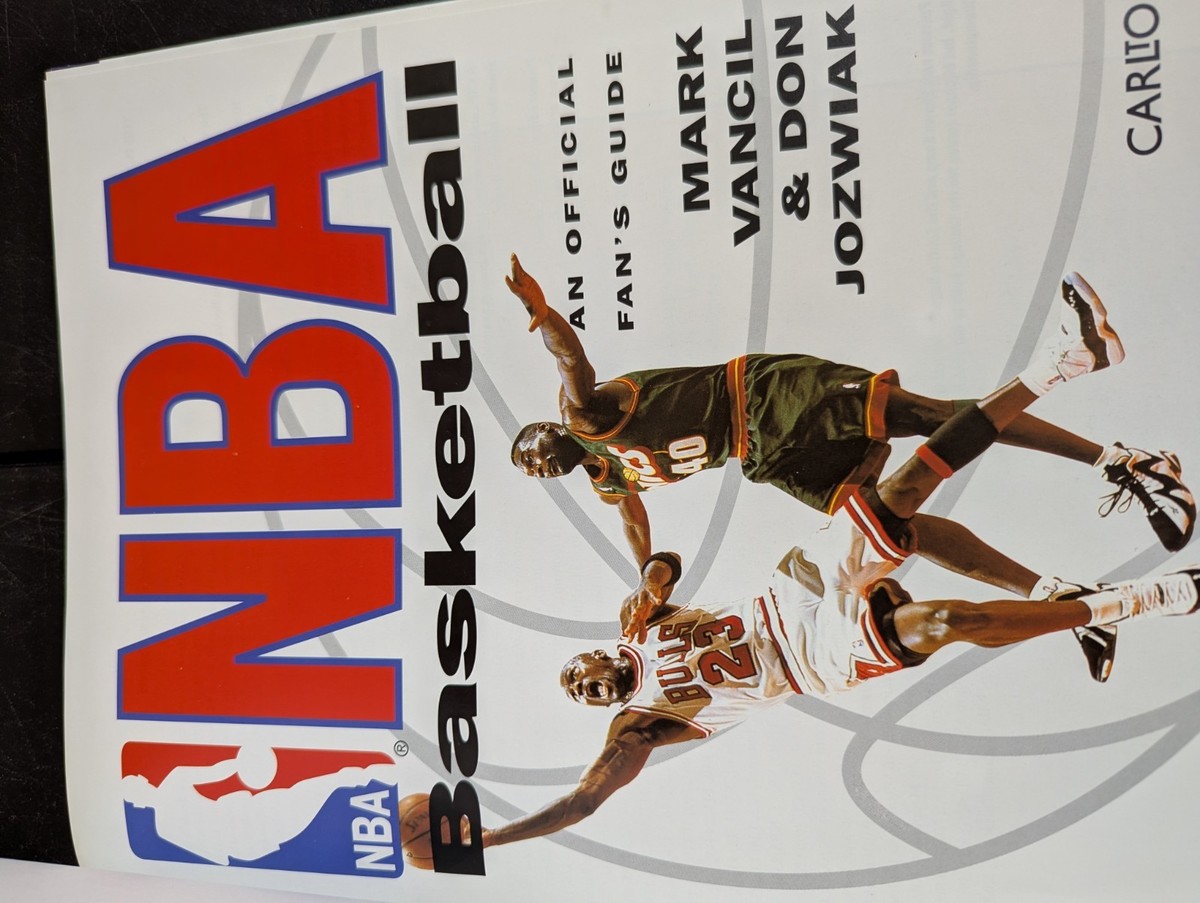 NBA
NBA
®
Basketball
AN OFFICIAL
FAN'S GUIDE
MARK
VANCIL
& DON
JOZWIAK
BULLS
23
40
CARLTO